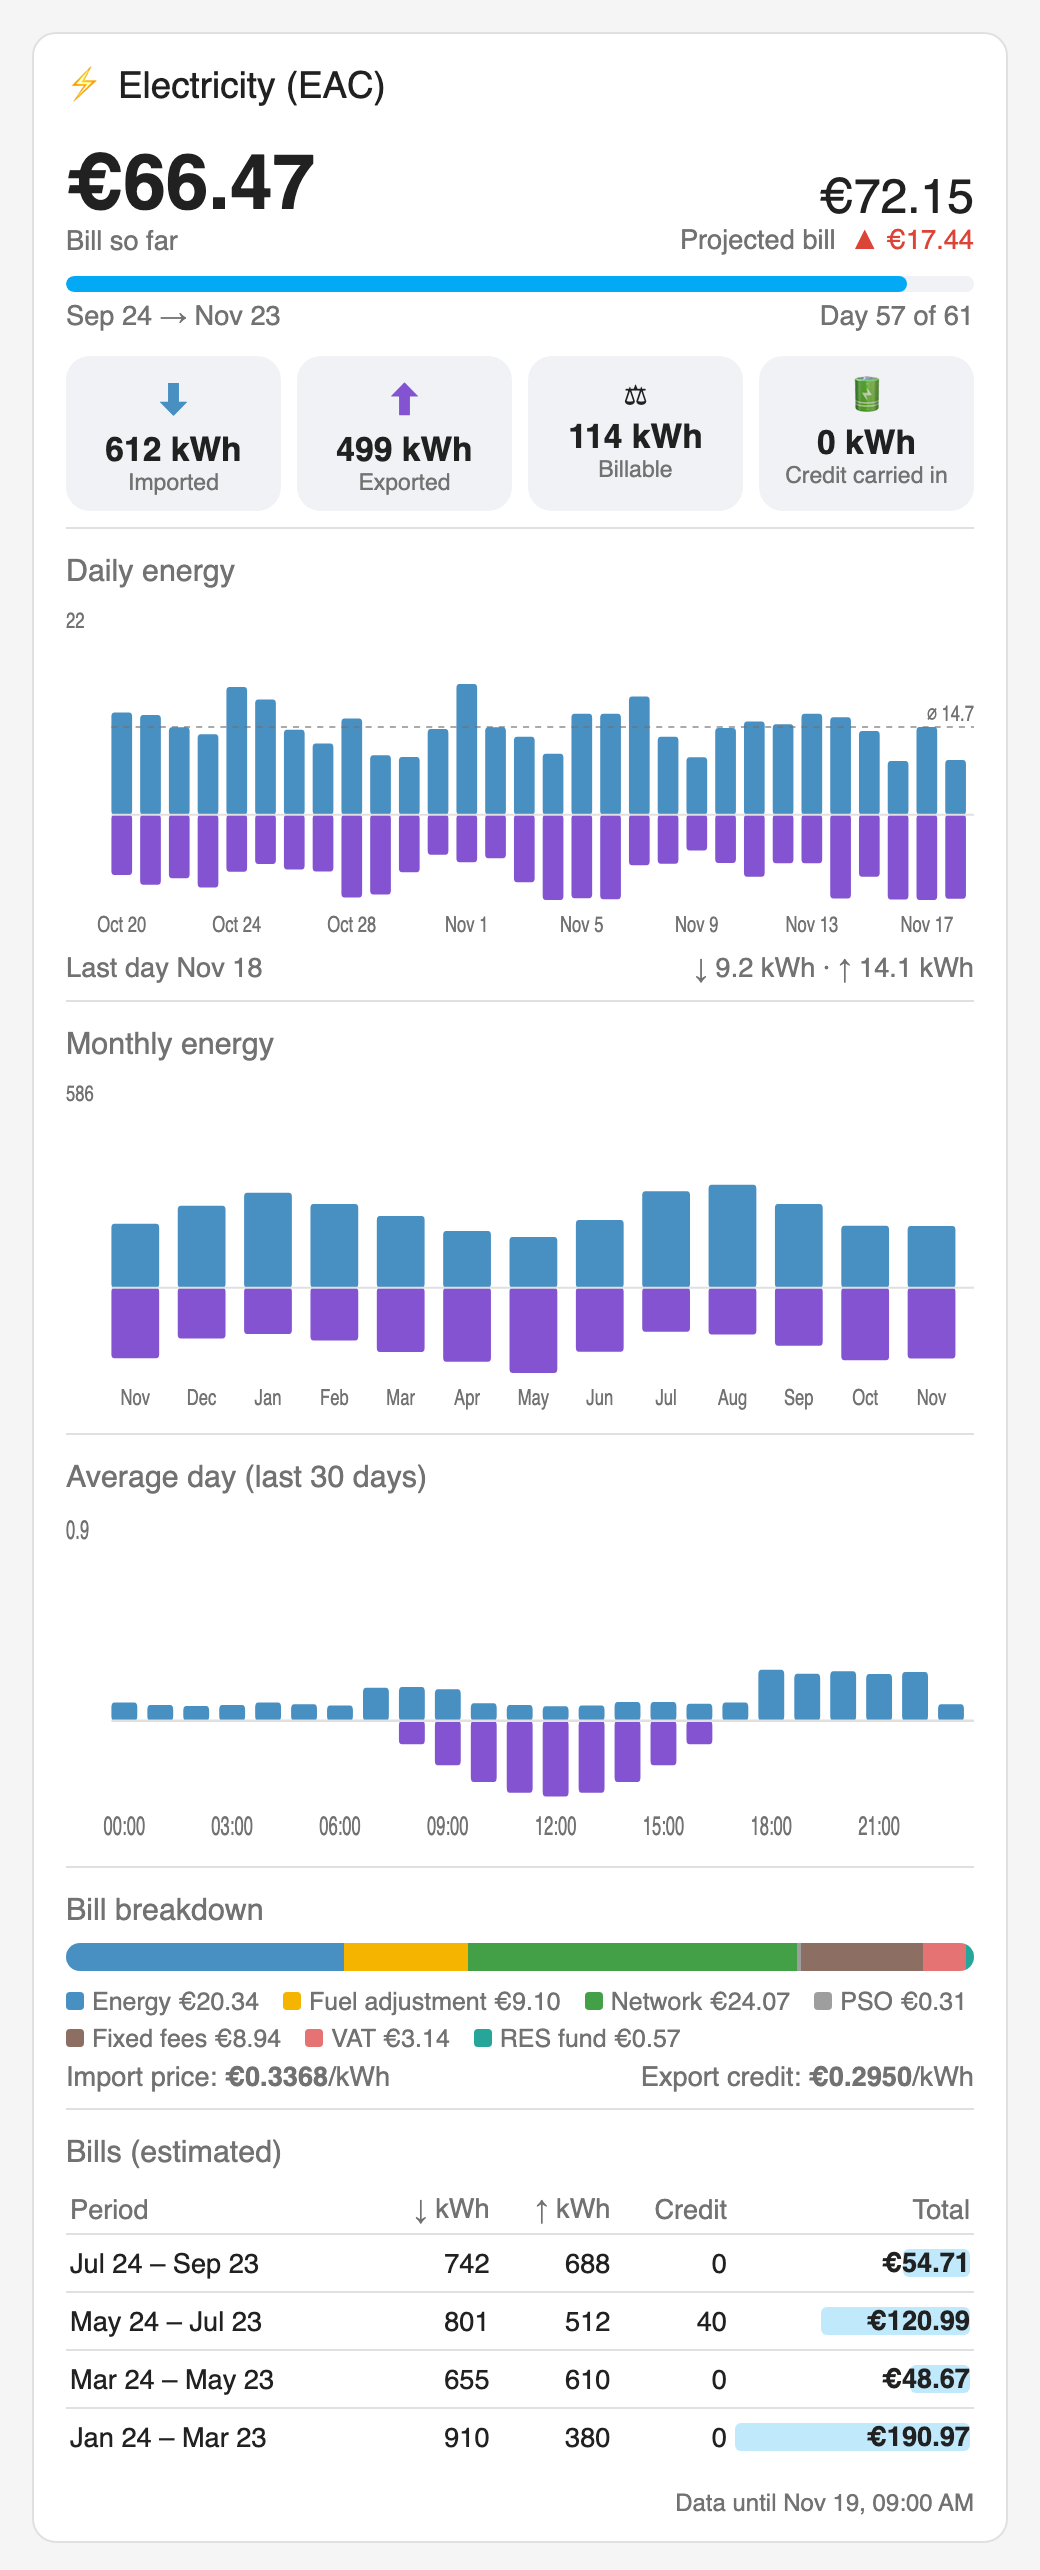 ⚡ Electricity (EAC)
€66.47
€72.15
Bill so far
Projected bill ▲ €17.44
Sep 24 → Nov 23
Day 57 of 61
612 kWh
Imported
499 kWh
Exported
114 kWh
Billable
0 kWh
Credit carried in
Daily energy
22
⌀ 14.7
Oct 20 Oct 24 Oct 28 Nov 1 Nov 5 Nov 9 Nov 13 Nov 17
Last day Nov 18
↓ 9.2 kWh · ↑ 14.1 kWh
Monthly energy
586
Nov Dec Jan Feb Mar Apr May Jun Jul Aug Sep Oct Nov
Average day (last 30 days)
0.9
00:00 03:00 06:00 09:00 12:00 15:00 18:00 21:00
Bill breakdown
Energy €20.34 Fuel adjustment €9.10 Network €24.07 PSO €0.31
Fixed fees €8.94 VAT €3.14 RES fund €0.57
Import price: €0.3368/kWh
Export credit: €0.2950/kWh
Bills (estimated)
Period ↓ kWh ↑ kWh Credit Total
Jul 24 – Sep 23 742 688 0 €54.71
May 24 – Jul 23 801 512 40 €120.99
Mar 24 – May 23 655 610 0 €48.67
Jan 24 – Mar 23 910 380 0 €190.97
Data until Nov 19, 09:00 AM